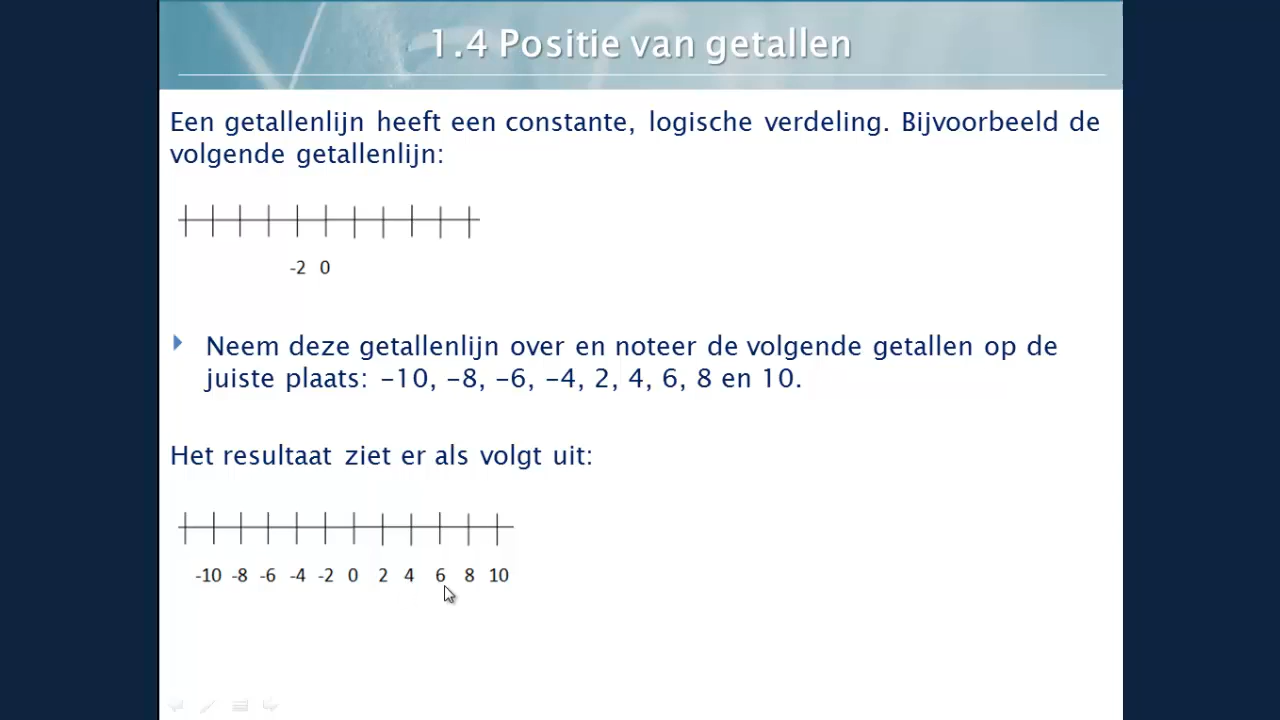 1.4 Positie van getallen
Een getallenlijn heeft een constante, logische verdeling. Bijvoorbeeld de
volgende getallenlijn:
-2 0
Neem deze getallenlijn over en noteer de volgende getallen op de
juiste plaats: -10, -8, -6, -4, 2, 4, 6, 8 en 10.
Het resultaat ziet er als volgt uit:
-10 -8 -6 -4 -2 0 2 4 6 8 10